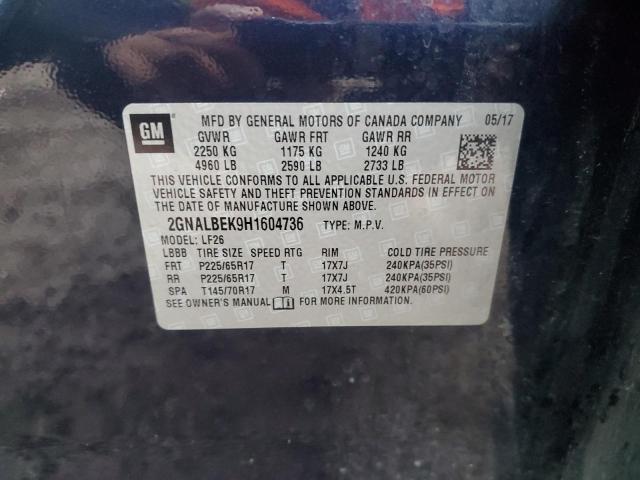 GM
MFD BY GENERAL MOTORS OF CANADA COMPANY 05/17
GVWR GAWR FRT GAWR RR
2250 KG 1175 KG 1240 KG
4960 LB 2590 LB 2733 LB
THIS VEHICLE CONFORMS TO ALL APPLICABLE U.S. FEDERAL MOTOR
VEHICLE SAFETY AND THEFT PREVENTION STANDARDS IN EFFECT ON
THE DATE OF MANUFACTURE SHOWN ABOVE.
2GNALBEK9H1604736 TYPE: M.P.V.
MODEL: LF26
LBBB TIRE SIZE SPEED RTG RIM COLD TIRE PRESSURE
FRT P225/65R17 T 17X7J 240KPA(35PSI)
RR P225/65R17 T 17X7J 240KPA(35PSI)
SPA T145/70R17 M 17X4.5T 420KPA(60PSI)
SEE OWNER'S MANUAL FOR MORE INFORMATION.